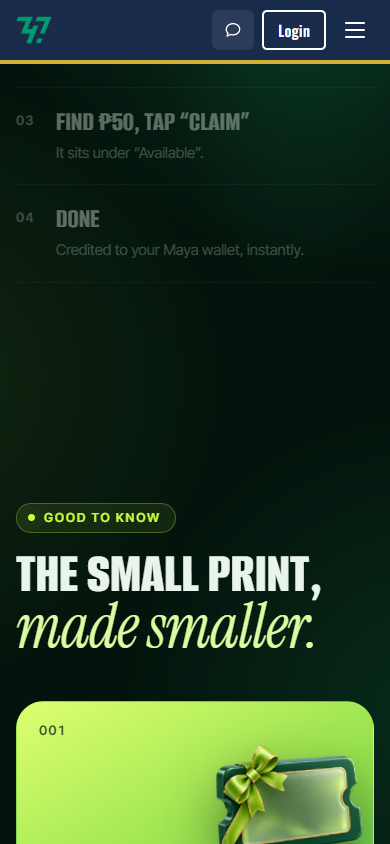 Login
03
FIND ₱50, TAP “CLAIM”
It sits under “Available”.
04
DONE
Credited to your Maya wallet, instantly.
GOOD TO KNOW
THE SMALL PRINT,
made smaller.
001